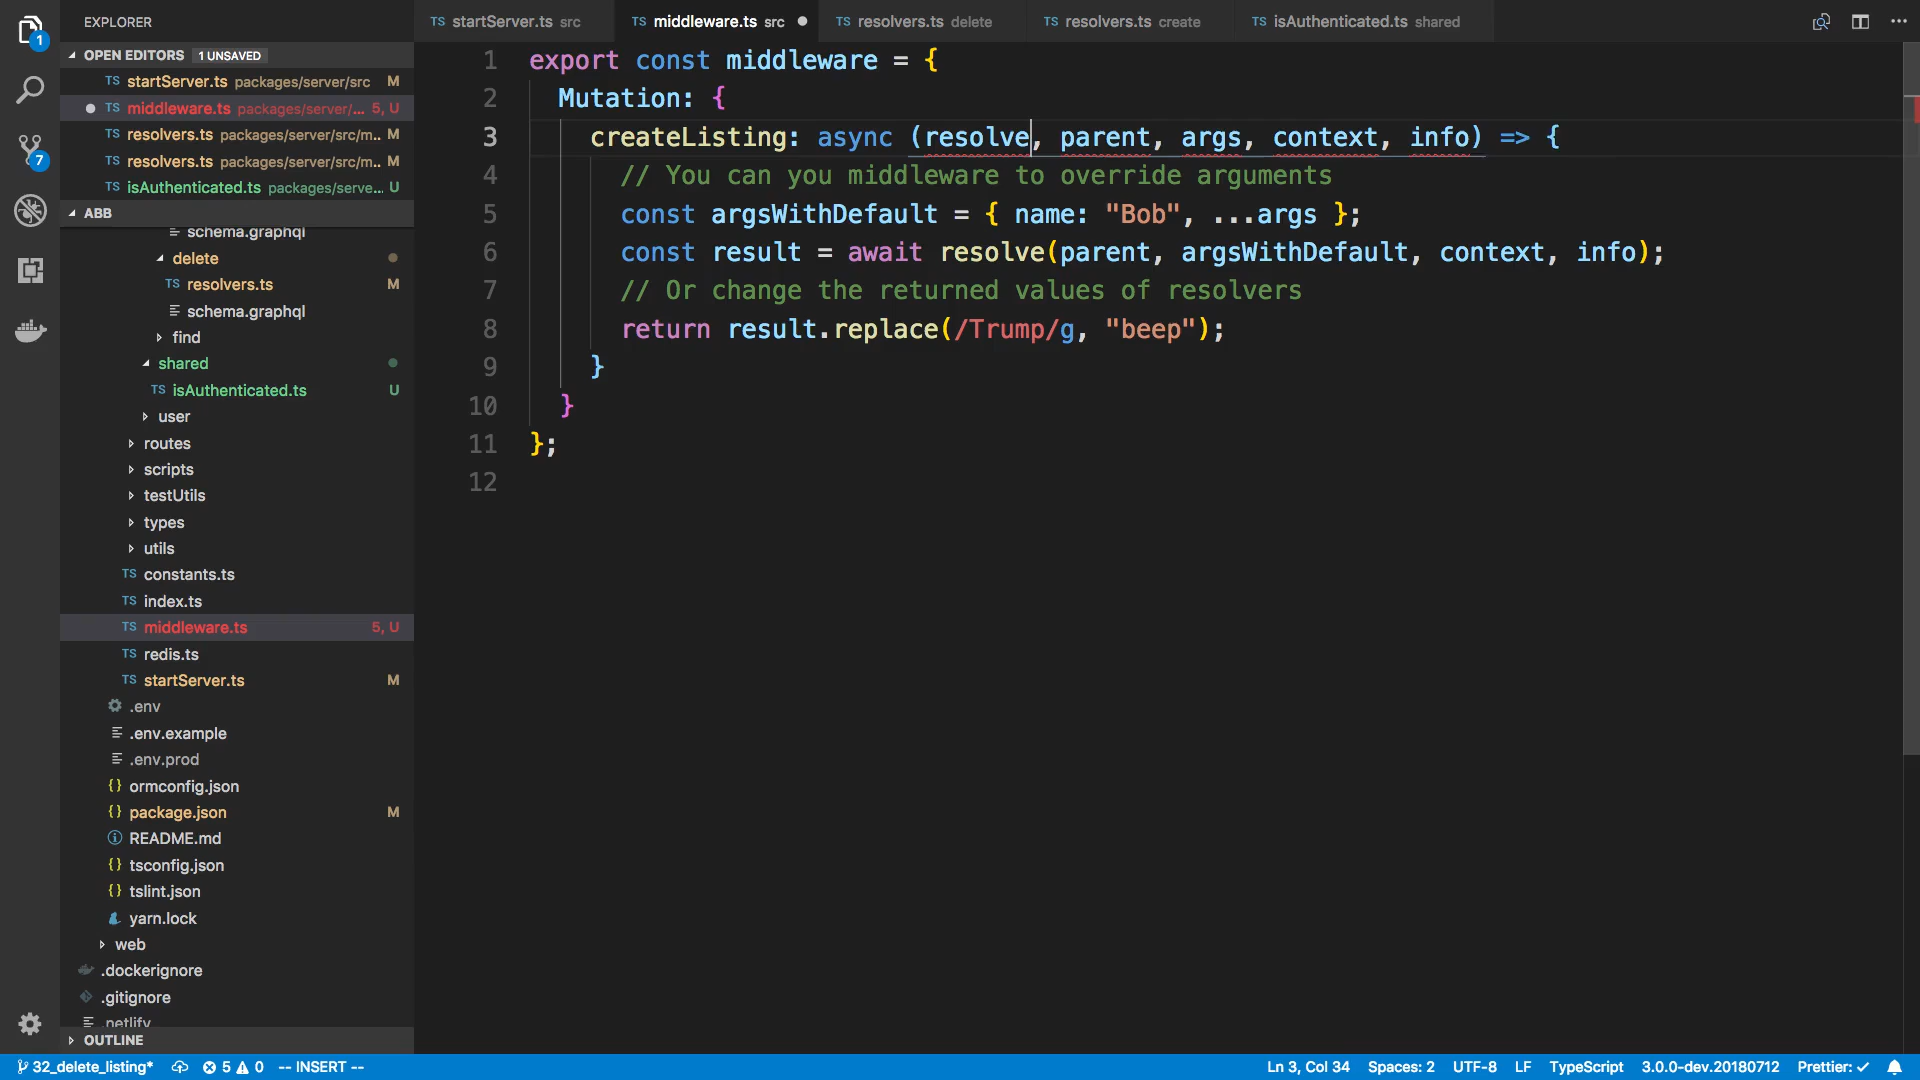 EXPLORER
OPEN EDITORS 1 UNSAVED
TS startServer.ts packages/server/src M
TS middleware.ts packages/server/... 5, U
TS resolvers.ts packages/server/src/m.. M
TS resolvers.ts packages/server/src/m.. M
TS isAuthenticated.ts packages/serve... U
ABB
schema.graphql
delete
TS resolvers.ts M
schema.graphql
find
shared
TS isAuthenticated.ts U
user
routes
scripts
testUtils
types
utils
TS constants.ts
TS index.ts
TS middleware.ts 5, U
TS redis.ts
TS startServer.ts M
.env
.env.example
.env.prod
{} ormconfig.json
{} package.json M
README.md
{} tsconfig.json
{} tslint.json
yarn.lock
web
.dockerignore
.gitignore
.netlify
OUTLINE
1
7
TS startServer.ts src
TS middleware.ts src
TS resolvers.ts delete
TS resolvers.ts create
TS isAuthenticated.ts shared
1 export const middleware = {
2 Mutation: {
3 createListing: async (resolve, parent, args, context, info) => {
4 // You can you middleware to override arguments
5 const argsWithDefault = { name: "Bob", ...args };
6 const result = await resolve(parent, argsWithDefault, context, info);
7 // Or change the returned values of resolvers
8 return result.replace(/Trump/g, "beep");
9 }
10 }
11 };
12
32_delete_listing* 5 0 -- INSERT --
Ln 3, Col 34 Spaces: 2 UTF-8 LF TypeScript 3.0.0-dev.20180712 Prettier: ✓